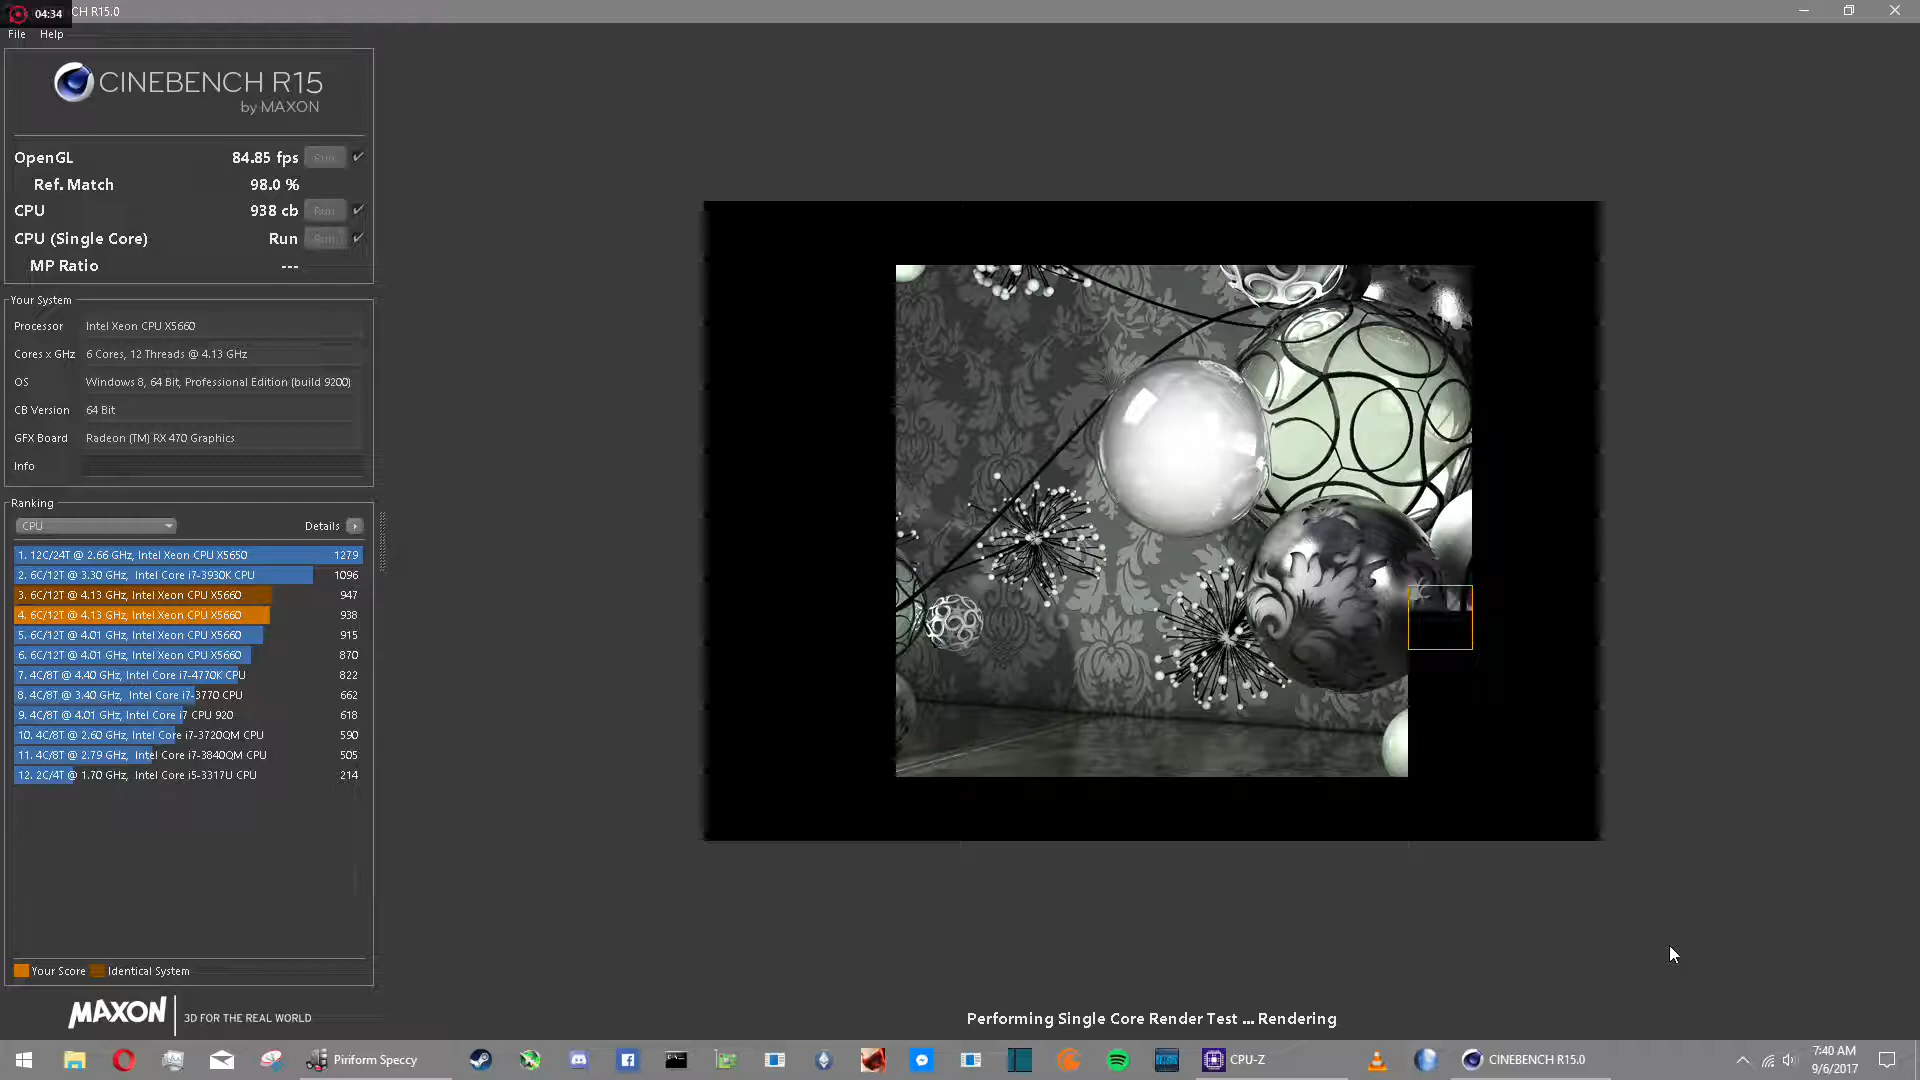 04:34
CH R15.0
File Help
CINEBENCH R15
by MAXON
OpenGL 84.85 fps Run
Ref. Match 98.0 %
CPU 938 cb Run
CPU (Single Core) Run Run
MP Ratio ---
Your System
Processor Intel Xeon CPU X5660
Cores x GHz 6 Cores, 12 Threads @ 4.13 GHz
OS Windows 8, 64 Bit, Professional Edition (build 9200)
CB Version 64 Bit
GFX Board Radeon (TM) RX 470 Graphics
Info
Ranking
CPU Details
1. 12C/24T @ 2.66 GHz, Intel Xeon CPU X5650 1279
2. 6C/12T @ 3.30 GHz, Intel Core i7-3930K CPU 1096
3. 6C/12T @ 4.13 GHz, Intel Xeon CPU X5660 947
4. 6C/12T @ 4.13 GHz, Intel Xeon CPU X5660 938
5. 6C/12T @ 4.01 GHz, Intel Xeon CPU X5660 915
6. 6C/12T @ 4.01 GHz, Intel Xeon CPU X5660 870
7. 4C/8T @ 4.40 GHz, Intel Core i7-4770K CPU 822
8. 4C/8T @ 3.40 GHz, Intel Core i7-3770 CPU 662
9. 4C/8T @ 4.01 GHz, Intel Core i7 CPU 920 618
10. 4C/8T @ 2.60 GHz, Intel Core i7-3720QM CPU 590
11. 4C/8T @ 2.79 GHz, Intel Core i7-3840QM CPU 505
12. 2C/4T @ 1.70 GHz, Intel Core i5-3317U CPU 214
Your Score Identical System
MAXON 3D FOR THE REAL WORLD
Performing Single Core Render Test ... Rendering
Piriform Speccy CPU-Z CINEBENCH R15.0
7:40 AM
9/6/2017